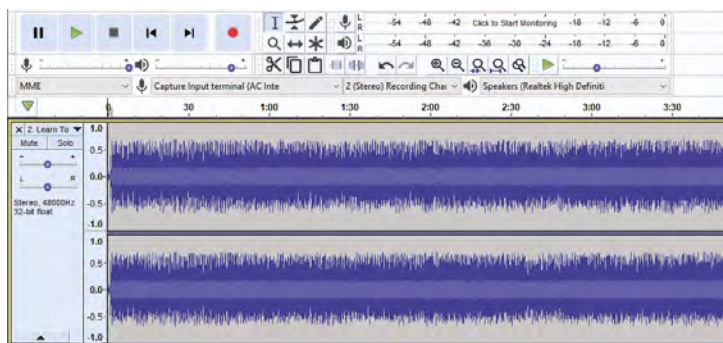 L R -54 -48 -42 Click to Start Monitoring -18 -12 -6 0
L R -54 -48 -42 -36 -30 -24 -18 -12 -6 0
MME Capture Input terminal (AC Inte 2 (Stereo) Recording Chai Speakers (Realtek High Definiti
0 30 1:00 1:30 2:00 2:30 3:00 3:30
X 2. Learn To 1.0
Mute Solo
0.5
- +
L R 0.0
Stereo, 48000Hz -0.5
32-bit float
-1.0
1.0
0.5
0.0
-0.5
-1.0